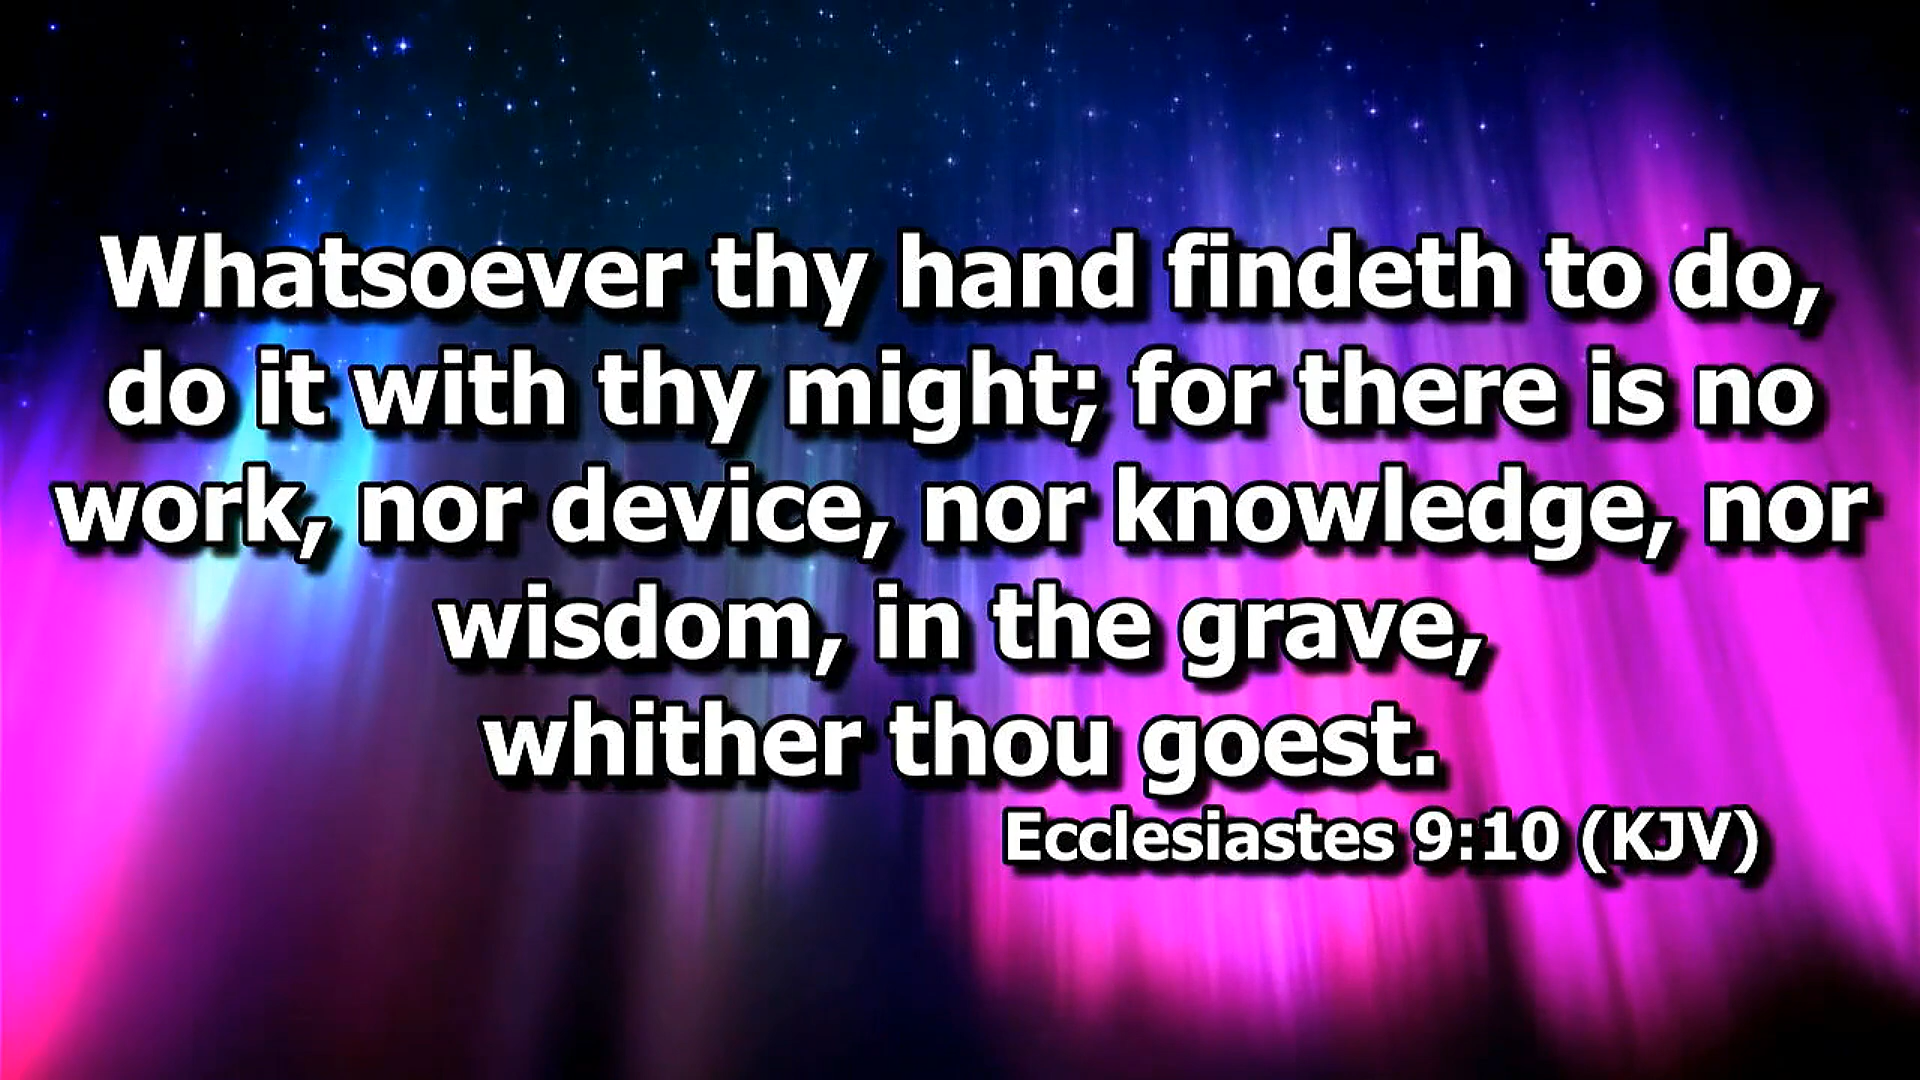 Whatsoever thy hand findeth to do,
do it with thy might; for there is no
work, nor device, nor knowledge, nor
wisdom, in the grave,
whither thou goest.
Ecclesiastes 9:10 (KJV)